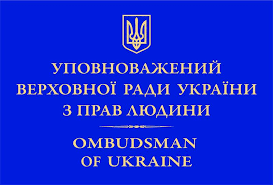 УПОВНОВАЖЕНИЙ
ВЕРХОВНОЇ РАДИ УКРАЇНИ
З ПРАВ ЛЮДИНИ
OMBUDSMAN
OF UKRAINE